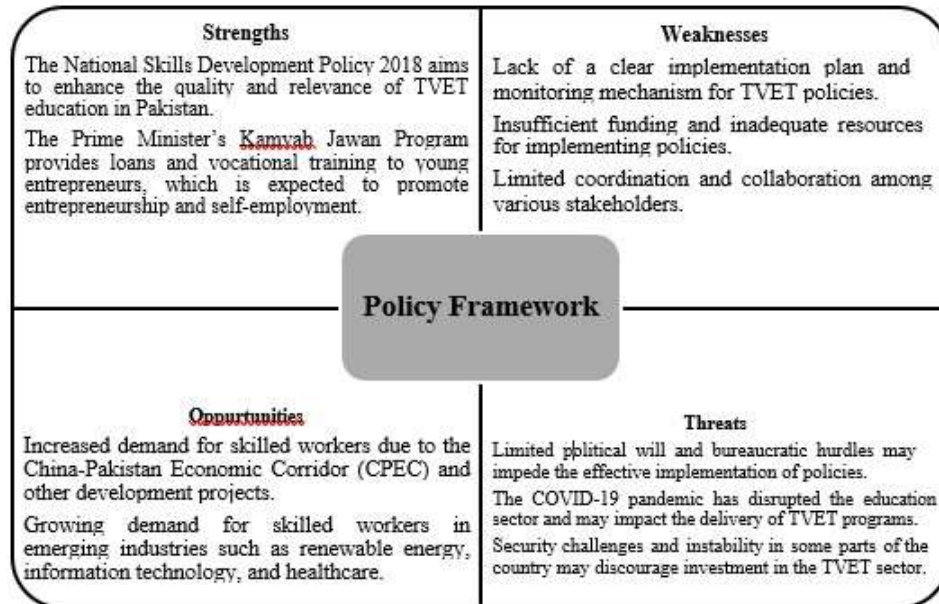 Strengths
The National Skills Development Policy 2018 aims
to enhance the quality and relevance of TVET
education in Pakistan.
The Prime Minister's Kamyab Jawan Program
provides loans and vocational training to young
entrepreneurs, which is expected to promote
entrepreneurship and self-employment.
Weaknesses
Lack of a clear implementation plan and
monitoring mechanism for TVET policies.
Insufficient funding and inadequate resources
for implementing policies.
Limited coordination and collaboration among
various stakeholders.
Policy Framework
Oppurtunities
Increased demand for skilled workers due to the
China-Pakistan Economic Corridor (CPEC) and
other development projects.
Growing demand for skilled workers in
emerging industries such as renewable energy,
information technology, and healthcare.
Threats
Limited political will and bureaucratic hurdles may
impede the effective implementation of policies.
The COVID-19 pandemic has disrupted the education
sector and may impact the delivery of TVET programs.
Security challenges and instability in some parts of the
country may discourage investment in the TVET sector.